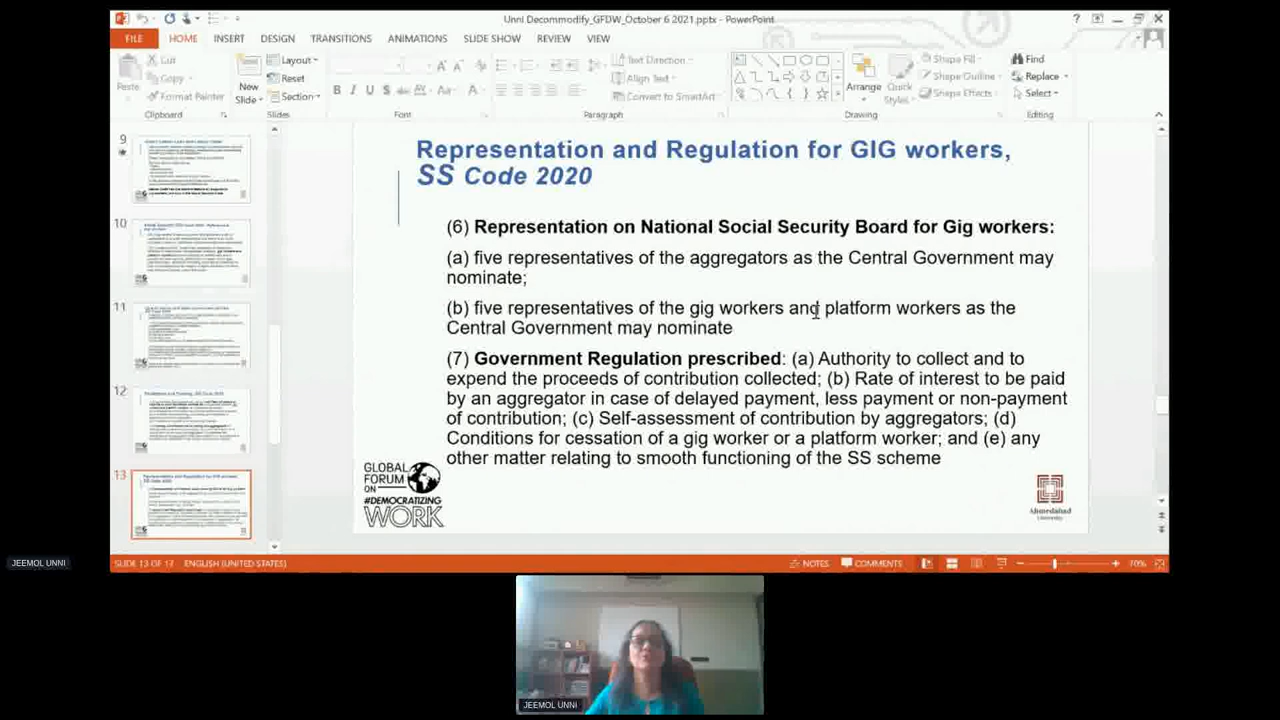 Unni Decommodify_GFDW_October 6 2021.pptx - PowerPoint
FILE HOME INSERT DESIGN TRANSITIONS ANIMATIONS SLIDE SHOW REVIEW VIEW
Cut
Copy
Format Painter
Paste
Clipboard
New
Slide
Layout
Reset
Section
Slides
B I U S abc AV Aa A
Font
Text Direction
Align Text
Convert to SmartArt
Paragraph
Arrange
Quick
Styles
Shape Fill
Shape Outline
Shape Effects
Drawing
Find
Replace
Select
Editing
9
10
11
12
13
Representation and Regulation for GIG workers,
SS Code 2020
(6) Representation on National Social Security Board for Gig workers:
(a) five representatives of the aggregators as the Central Government may
nominate;
(b) five representative of the gig workers and platform workers as the
Central Government may nominate
(7) Government Regulation prescribed: (a) Authority to collect and to
expend the proceeds of contribution collected; (b) Rate of interest to be paid
by an aggregator in case of delayed payment, less payment or non-payment
of contribution; (c) self-assessment of contribution by aggregators; (d)
Conditions for cessation of a gig worker or a platform worker; and (e) any
other matter relating to smooth functioning of the SS scheme
GLOBAL
FORUM
ON
#DEMOCRATIZING
WORK
Ahmedabad
University
SLIDE 13 OF 17 ENGLISH (UNITED STATES) NOTES COMMENTS 70%
JEEMOL UNNI
JEEMOL UNNI